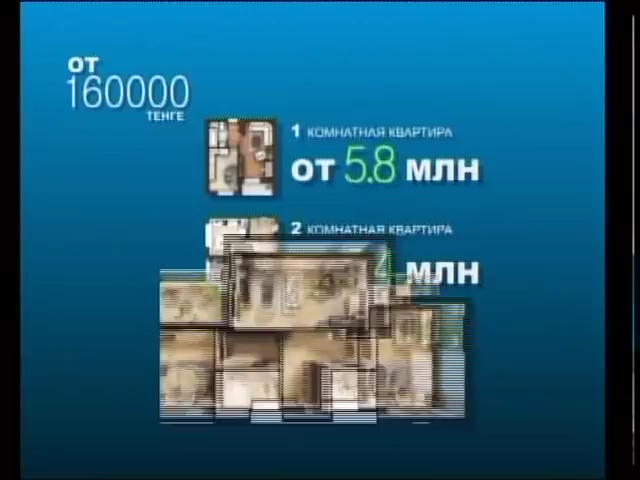 ОТ
160000
ТЕНГЕ
1 КОМНАТНАЯ КВАРТИРА
ОТ 5.8 МЛН
2 КОМНАТНАЯ КВАРТИРА
МЛН